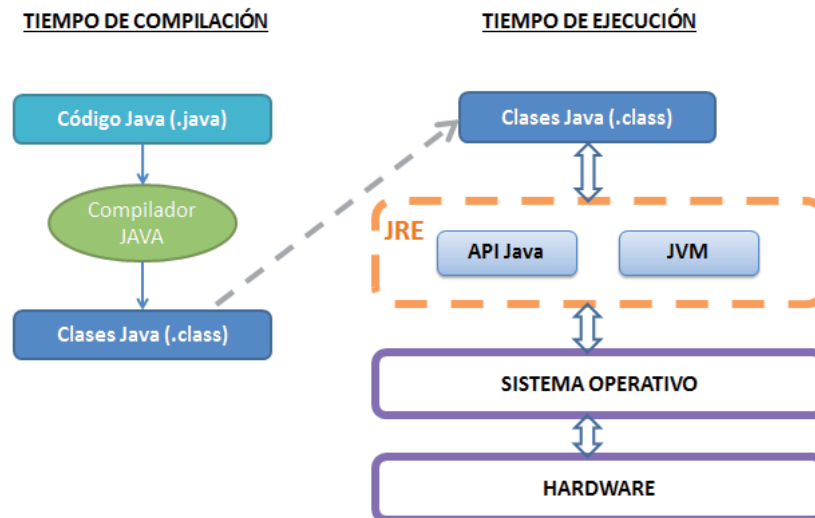 TIEMPO DE COMPILACIÓN
Código Java (.java)
Compilador
JAVA
Clases Java (.class)
TIEMPO DE EJECUCIÓN
Clases Java (.class)
JRE
API Java
JVM
SISTEMA OPERATIVO
HARDWARE